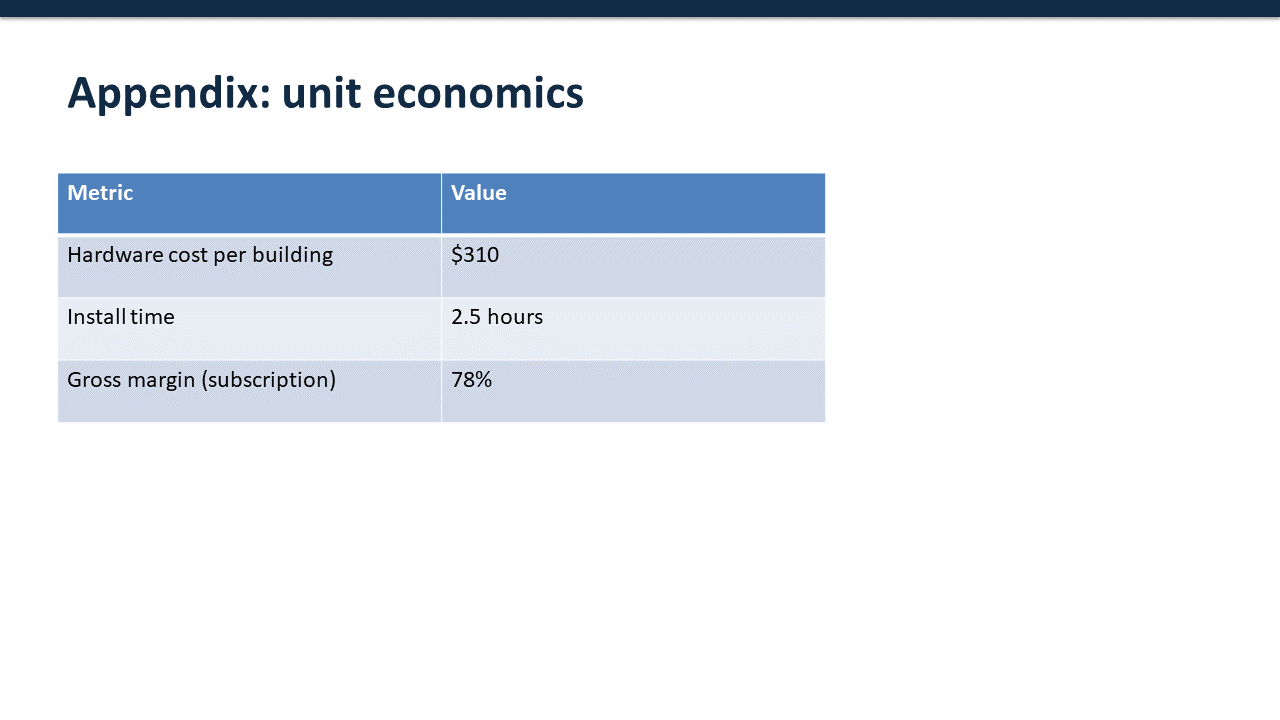 Appendix: unit economics
Metric Value
Hardware cost per building $310
Install time 2.5 hours
Gross margin (subscription) 78%